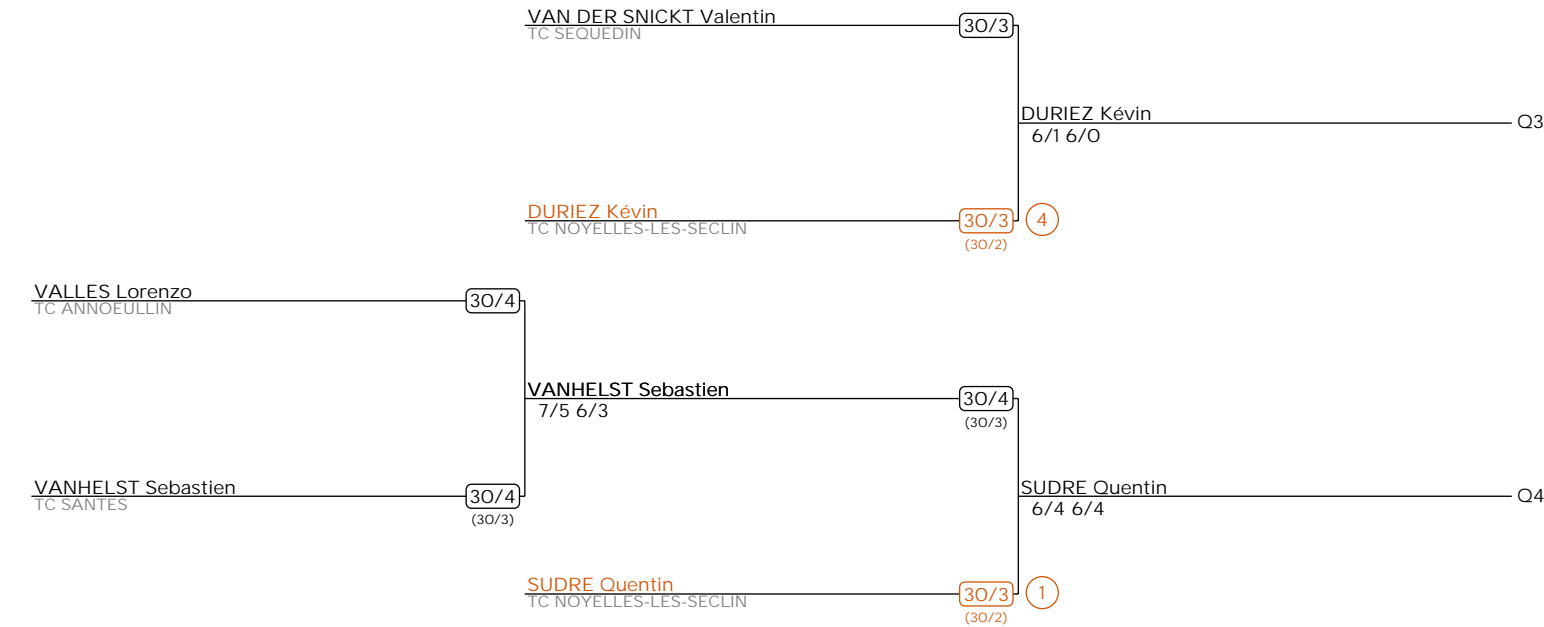 VAN DER SNICKT Valentin
TC SEQUEDIN
30/3
DURIEZ Kévin
6/1 6/0
Q3
DURIEZ Kévin
TC NOYELLES-LES-SECLIN
30/3
(30/2)
4
VALLES Lorenzo
TC ANNOEULLIN
30/4
VANHELST Sebastien
7/5 6/3
30/4
(30/3)
VANHELST Sebastien
TC SANTES
30/4
(30/3)
SUDRE Quentin
6/4 6/4
Q4
SUDRE Quentin
TC NOYELLES-LES-SECLIN
30/3
(30/2)
1